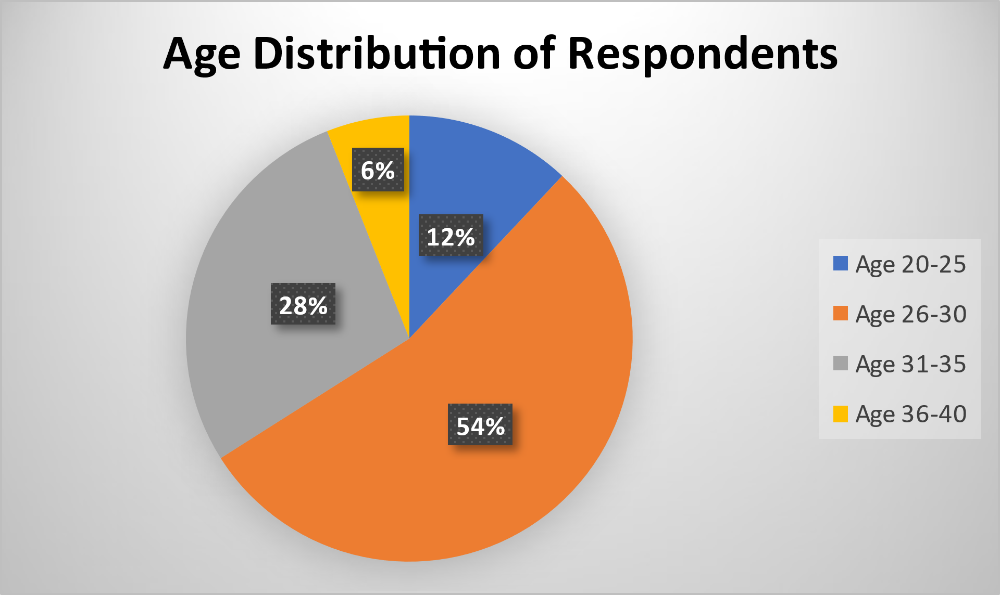 Age Distribution of Respondents
6%
12%
28%
54%
Age 20-25
Age 26-30
Age 31-35
Age 36-40